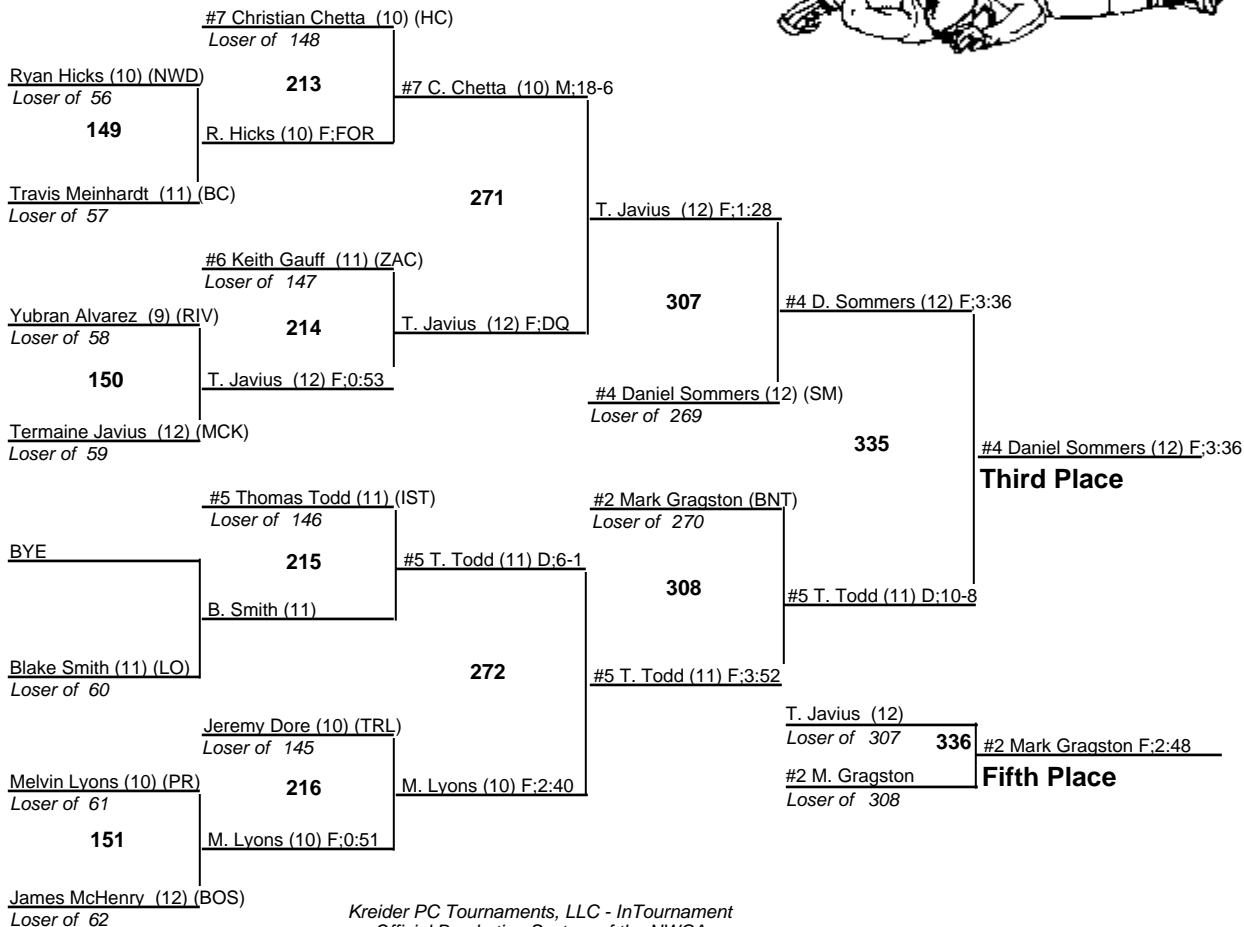 #7 Christian Chetta (10) (HC)
Loser of 148
Ryan Hicks (10) (NWD)
Loser of 56
213
#7 C. Chetta (10) M;18-6
149
R. Hicks (10) F;FOR
Travis Meinhardt (11) (BC)
Loser of 57
271
T. Javius (12) F;1:28
#6 Keith Gauff (11) (ZAC)
Loser of 147
Yubran Alvarez (9) (RIV)
Loser of 58
214
T. Javius (12) F;DQ
307
#4 D. Sommers (12) F;3:36
150
T. Javius (12) F;0:53
#4 Daniel Sommers (12) (SM)
Loser of 269
Termaine Javius (12) (MCK)
Loser of 59
335
#4 Daniel Sommers (12) F;3:36
Third Place
#5 Thomas Todd (11) (IST)
Loser of 146
#2 Mark Gragston (BNT)
Loser of 270
BYE
215
#5 T. Todd (11) D;6-1
308
B. Smith (11)
#5 T. Todd (11) D;10-8
Blake Smith (11) (LO)
Loser of 60
272
#5 T. Todd (11) F;3:52
Jeremy Dore (10) (TRL)
Loser of 145
T. Javius (12)
Loser of 307
336
#2 Mark Gragston F;2:48
Fifth Place
#2 M. Gragston
Loser of 308
Melvin Lyons (10) (PR)
Loser of 61
216
M. Lyons (10) F;2:40
151
M. Lyons (10) F;0:51
James McHenry (12) (BOS)
Loser of 62
Kreider PC Tournaments, LLC - InTournament